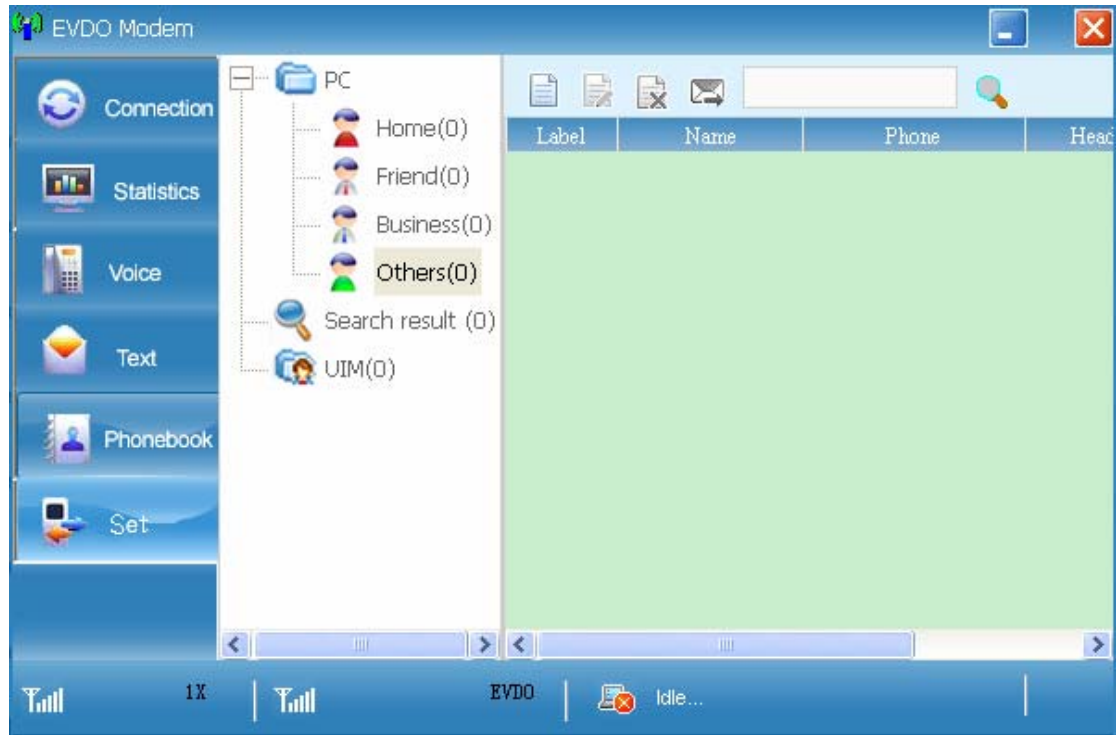 EVDO Modem
Connection
Statistics
Voice
Text
Phonebook
Set
PC
Home(0)
Friend(0)
Business(0)
Others(0)
Search result (0)
UIM(0)
Label Name Phone Head
1X
EVDO
Idle...